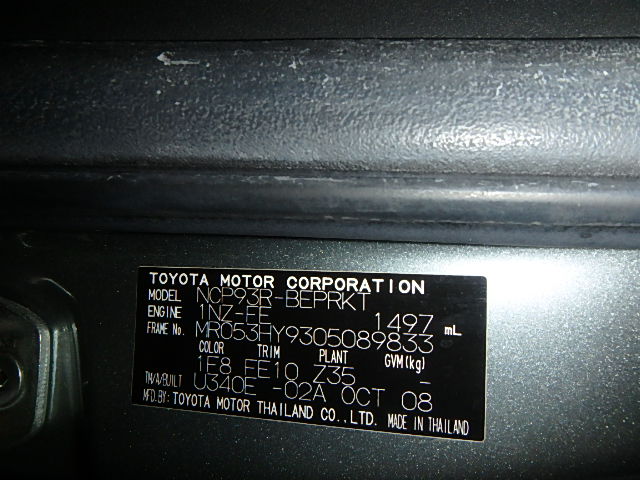 TOYOTA MOTOR CORPORATION
MODEL NCP93R-BEPRKT
ENGINE 1NZ-FE 1497 mL
FRAME No. MR053HY9305089833
COLOR TRIM PLANT GVM(kg)
1E8 FE10 Z35 -
TM/A/BUILT U340E -02A OCT 08
MFD.BY: TOYOTA MOTOR THAILAND CO.,LTD. MADE IN THAILAND